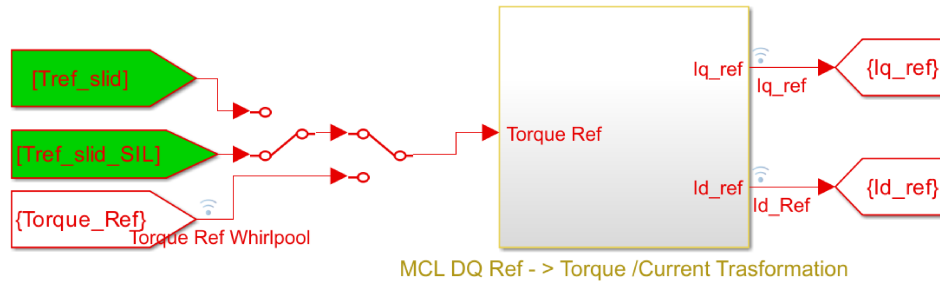 [Tref_slid]
[Tref_slid_SIL]
{Torque_Ref}
Torque Ref Whirlpool
Torque Ref
Iq_ref
Iq_ref
{Iq_ref}
Id_ref
Id_Ref
{Id_ref}
MCL DQ Ref - > Torque /Current Trasformation